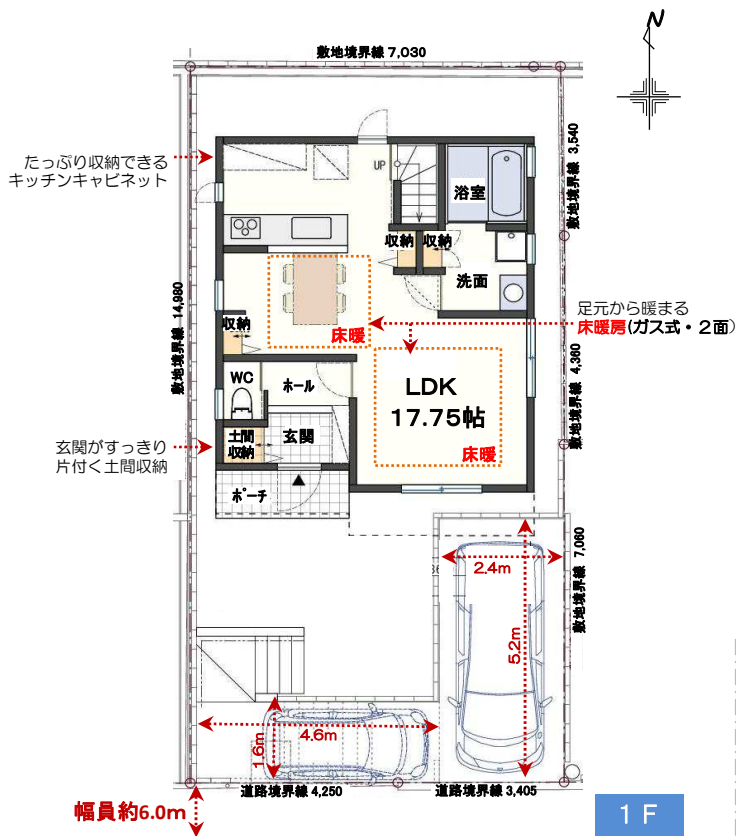 N
敷地境界線 7,030
敷地境界線 3,540
たっぷり収納できる
キッチンキャビネット
UP
浴室
収納
収納
洗面
敷地境界線 14,980
足元から暖まる
床暖房(ガス式・2面)
床暖
収納
敷地境界線 4,360
WC
ホール
LDK
17.75帖
玄関がすっきり
片付く土間収納
土間
収納
玄関
床暖
ポーチ
2.4m
敷地境界線 7,060
5.2m
4.6m
1.6m
道路境界線 4,250
道路境界線 3,405
幅員約6.0m
1F